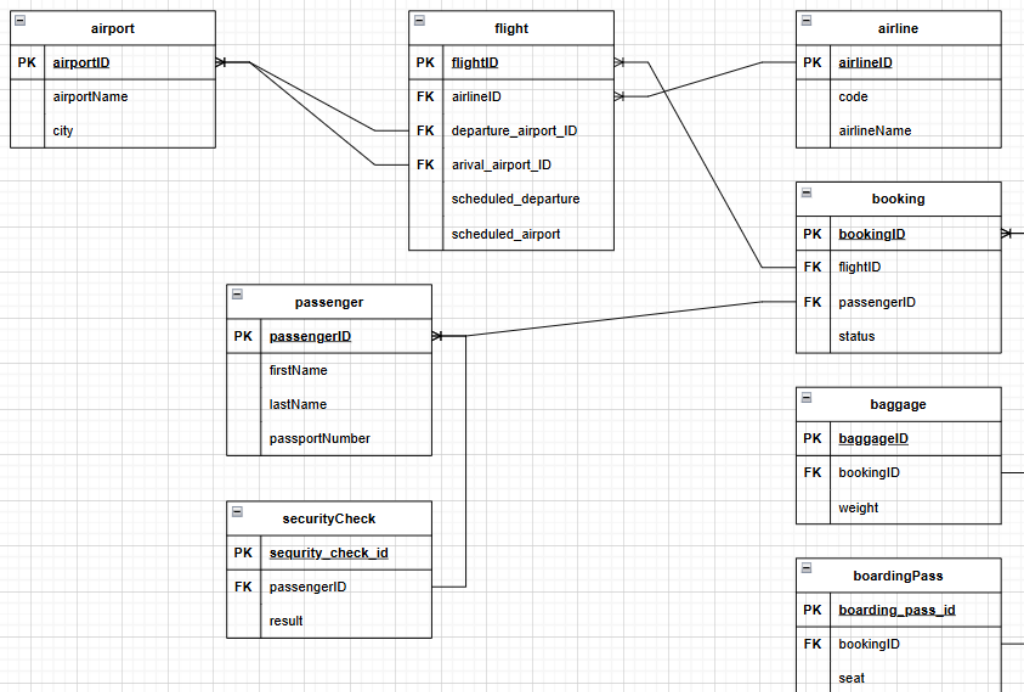 airport
PK airportID
airportName
city
flight
PK flightID
FK airlineID
FK departure_airport_ID
FK arival_airport_ID
scheduled_departure
scheduled_airport
airline
PK airlineID
code
airlineName
booking
PK bookingID
FK flightID
FK passengerID
status
passenger
PK passengerID
firstName
lastName
passportNumber
securityCheck
PK sequrity_check_id
FK passengerID
result
baggage
PK baggageID
FK bookingID
weight
boardingPass
PK boarding_pass_id
FK bookingID
seat